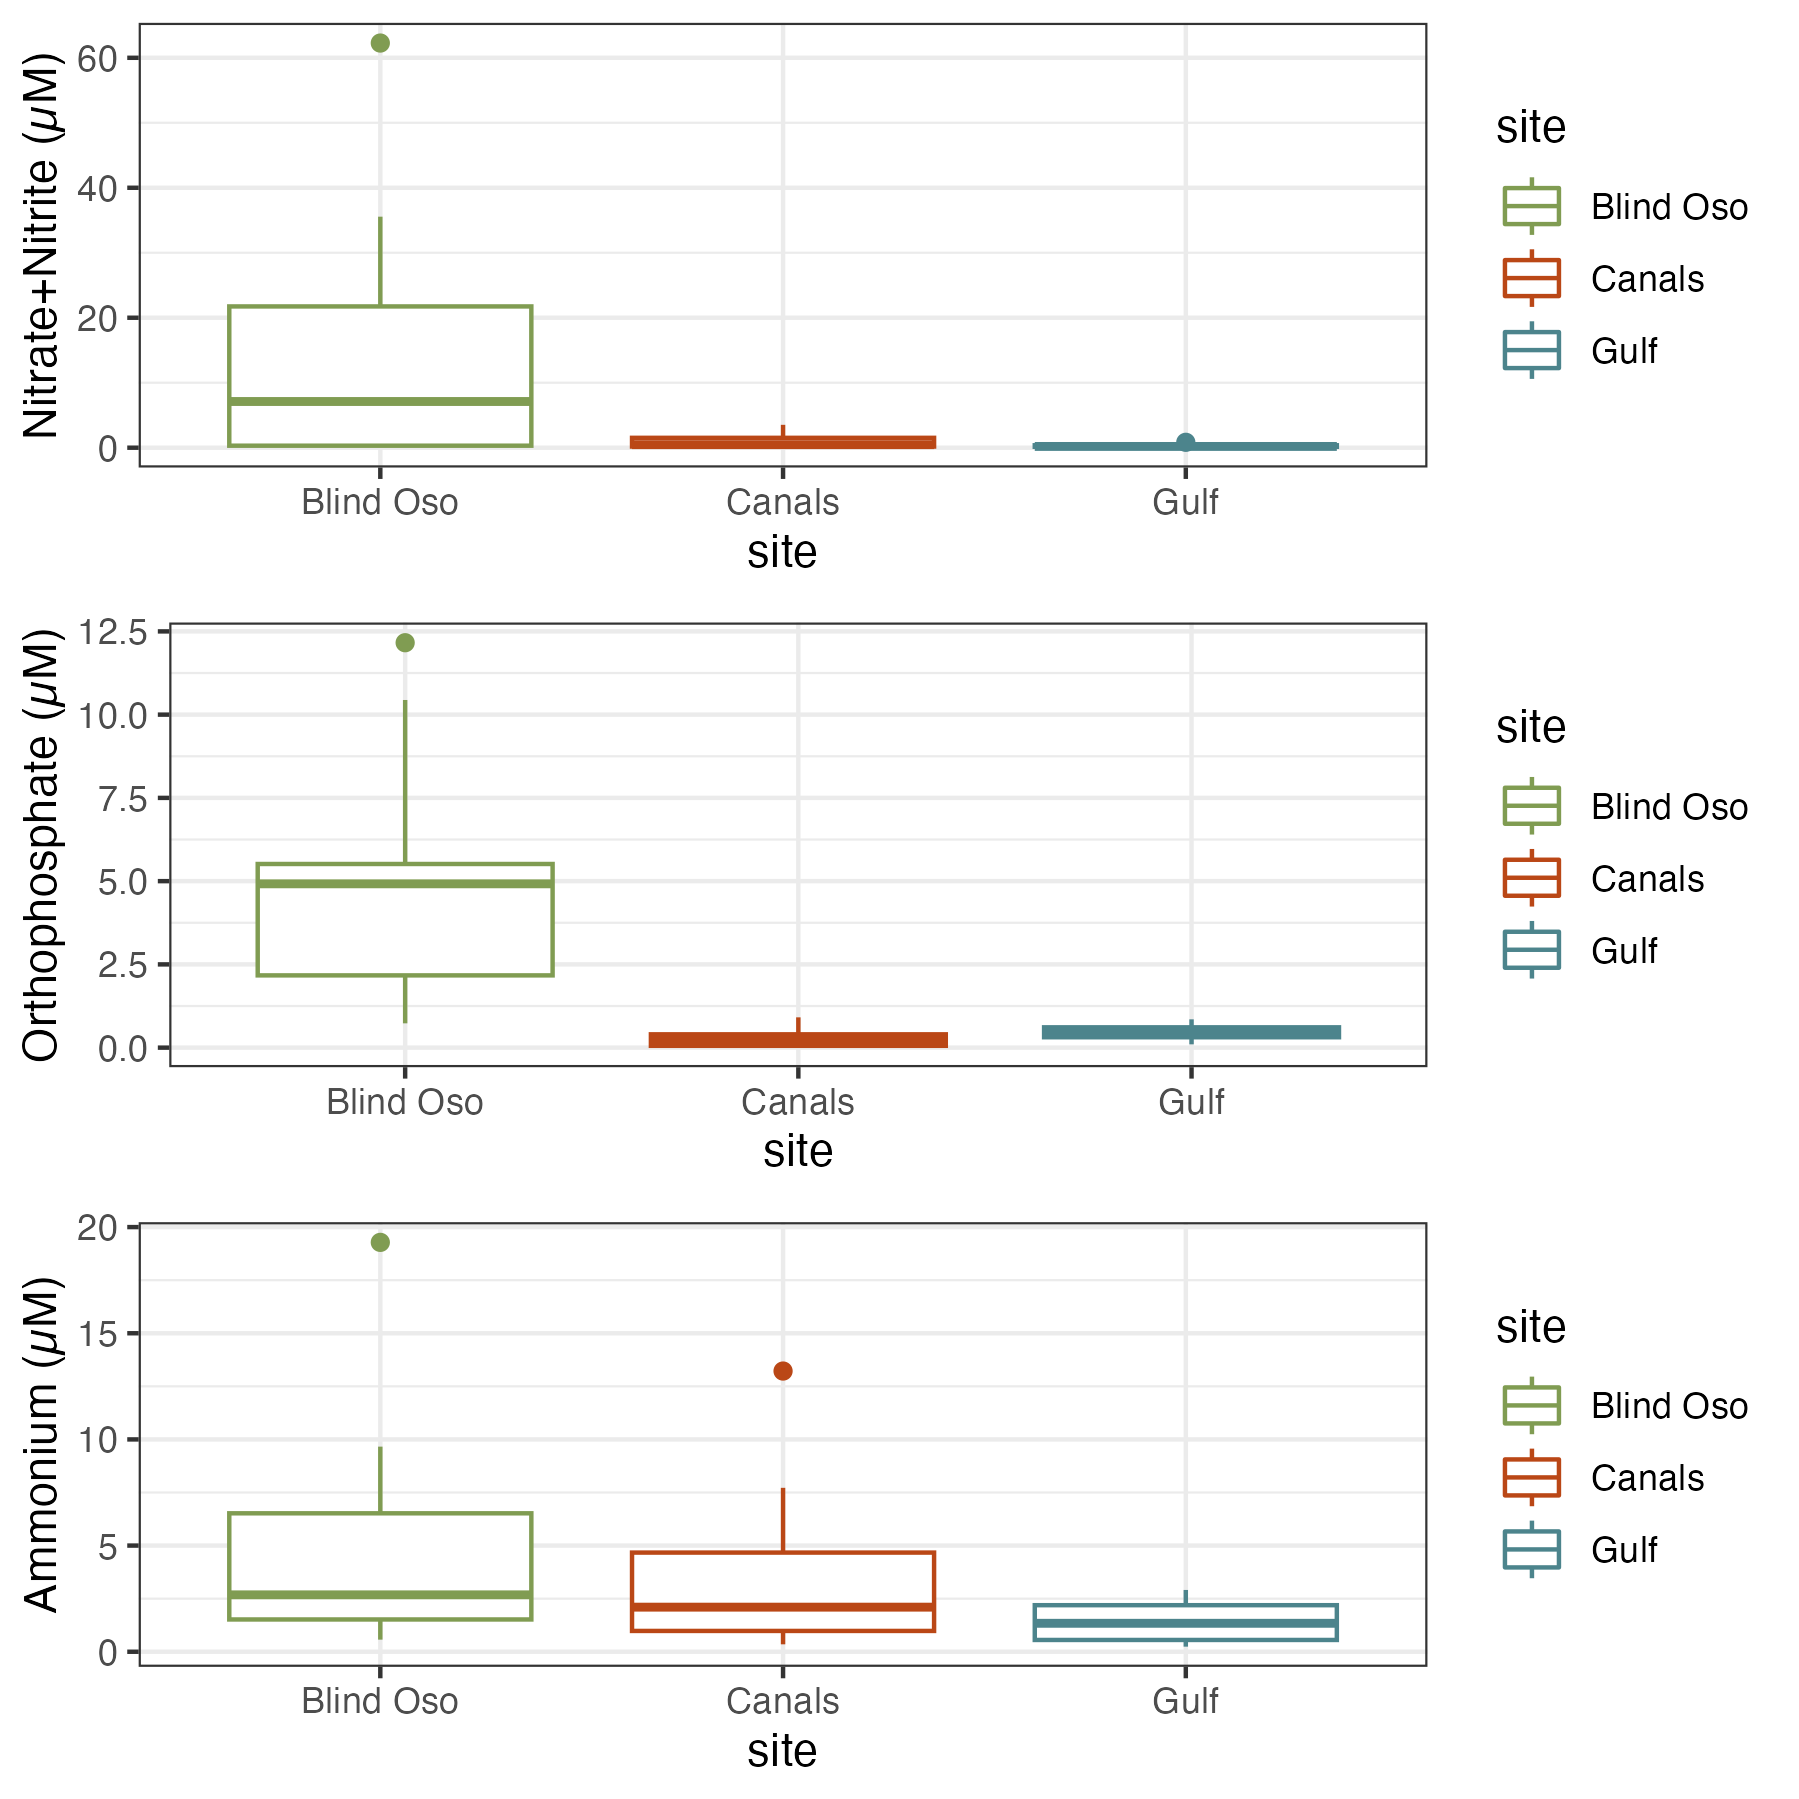 Nitrate+Nitrite (µM)
60
40
20
0
Blind Oso
Canals
Gulf
site
site
Blind Oso
Canals
Gulf
Orthophosphate (µM)
12.5
10.0
7.5
5.0
2.5
0.0
Blind Oso
Canals
Gulf
site
site
Blind Oso
Canals
Gulf
Ammonium (µM)
20
15
10
5
0
Blind Oso
Canals
Gulf
site
site
Blind Oso
Canals
Gulf